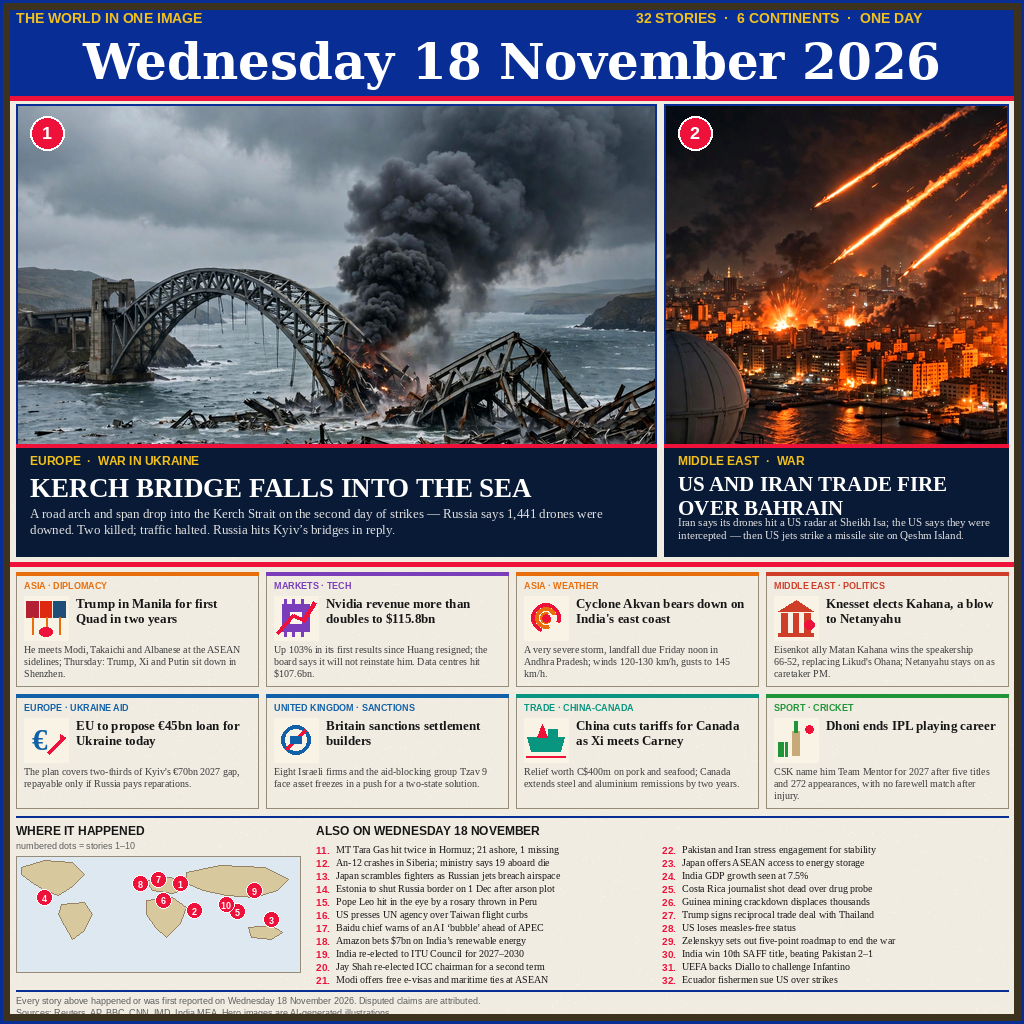 THE WORLD IN ONE IMAGE
32 STORIES · 6 CONTINENTS · ONE DAY
Wednesday 18 November 2026
1
2
EUROPE · WAR IN UKRAINE
KERCH BRIDGE FALLS INTO THE SEA
A road arch and span drop into the Kerch Strait on the second day of strikes — Russia says 1,441 drones were
downed. Two killed; traffic halted. Russia hits Kyiv's bridges in reply.
MIDDLE EAST · WAR
US AND IRAN TRADE FIRE
OVER BAHRAIN
Iran says its drones hit a US radar at Sheikh Isa; the US says they were
intercepted — then US jets strike a missile site on Qeshm Island.
ASIA · DIPLOMACY
Trump in Manila for first
Quad in two years
He meets Modi, Takaichi and Albanese at the ASEAN
sidelines; Thursday: Trump, Xi and Putin sit down in
Shenzhen.
MARKETS · TECH
Nvidia revenue more than
doubles to $115.8bn
Up 103% in its first results since Huang resigned; the
board says it will not reinstate him. Data centres hit
$107.6bn.
ASIA · WEATHER
Cyclone Akvan bears down on
India's east coast
A very severe storm, landfall due Friday noon in
Andhra Pradesh; winds 120-130 km/h, gusts to 145
km/h.
MIDDLE EAST · POLITICS
Knesset elects Kahana, a blow
to Netanyahu
Eisenkot ally Matan Kahana wins the speakership
66-52, replacing Likud's Ohana; Netanyahu stays on as
caretaker PM.
EUROPE · UKRAINE AID
€
EU to propose €45bn loan for
Ukraine today
The plan covers two-thirds of Kyiv's €70bn 2027 gap,
repayable only if Russia pays reparations.
UNITED KINGDOM · SANCTIONS
Britain sanctions settlement
builders
Eight Israeli firms and the aid-blocking group Tzav 9
face asset freezes in a push for a two-state solution.
TRADE · CHINA-CANADA
China cuts tariffs for Canada
as Xi meets Carney
Relief worth C$400m on pork and seafood; Canada
extends steel and aluminium remissions by two years.
SPORT · CRICKET
Dhoni ends IPL playing career
CSK name him Team Mentor for 2027 after five titles
and 272 appearances, with no farewell match after
injury.
WHERE IT HAPPENED
numbered dots = stories 1–10
8
7
1
4
6
2
9
10
5
3
ALSO ON WEDNESDAY 18 NOVEMBER
11. MT Tara Gas hit twice in Hormuz; 21 ashore, 1 missing
12. An-12 crashes in Siberia; ministry says 19 aboard die
13. Japan scrambles fighters as Russian jets breach airspace
14. Estonia to shut Russia border on 1 Dec after arson plot
15. Pope Leo hit in the eye by a rosary thrown in Peru
16. US presses UN agency over Taiwan flight curbs
17. Baidu chief warns of an AI 'bubble' ahead of APEC
18. Amazon bets $7bn on India's renewable energy
19. India re-elected to ITU Council for 2027–2030
20. Jay Shah re-elected ICC chairman for a second term
21. Modi offers free e-visas and maritime ties at ASEAN
22. Pakistan and Iran stress engagement for stability
23. Japan offers ASEAN access to energy storage
24. India GDP growth seen at 7.5%
25. Costa Rica journalist shot dead over drug probe
26. Guinea mining crackdown displaces thousands
27. Trump signs reciprocal trade deal with Thailand
28. US loses measles-free status
29. Zelenskyy sets out five-point roadmap to end the war
30. India win 10th SAFF title, beating Pakistan 2–1
31. UEFA backs Diallo to challenge Infantino
32. Ecuador fishermen sue US over strikes
Every story above happened or was first reported on Wednesday 18 November 2026. Disputed claims are attributed.
Sources: Reuters, AP, BBC, CNN, IMD, India MEA. Hero images are AI-generated illustrations.